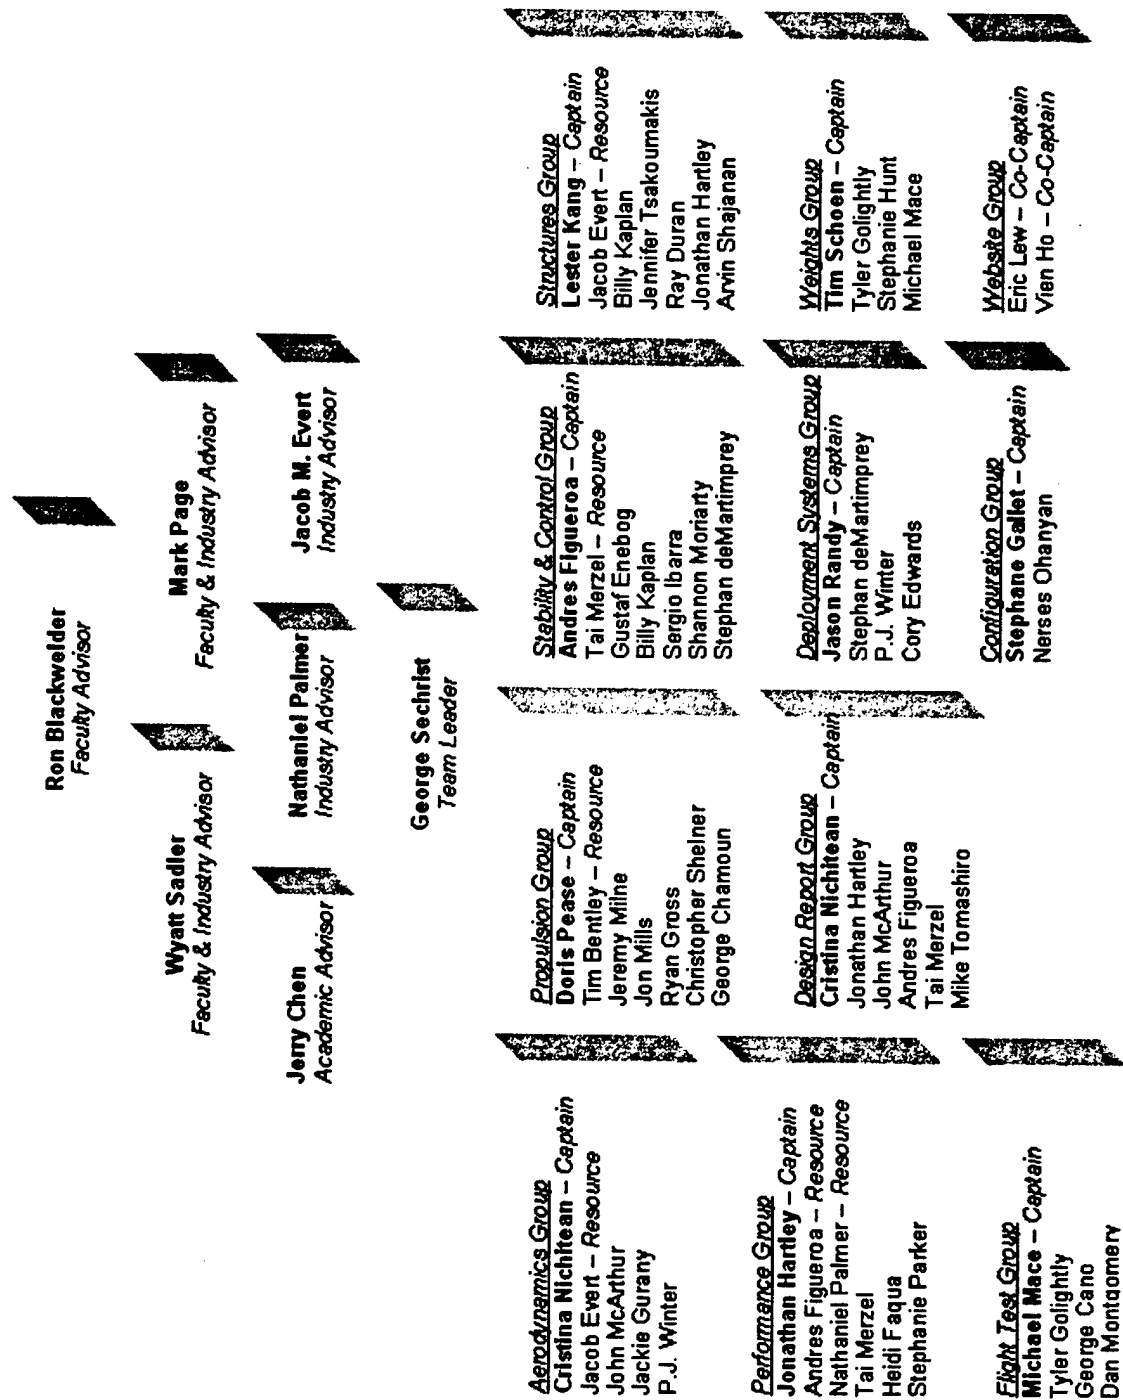 Ron Blackwelder
Faculty Advisor
Wyatt Sadler
Faculty & Industry Advisor
Mark Page
Faculty & Industry Advisor
Jerry Chen
Academic Advisor
Nathaniel Palmer
Industry Advisor
Jacob M. Evert
Industry Advisor
George Sechrist
Team Leader
Aerodynamics Group
Cristina Nichitean – Captain
Jacob Evert – Resource
John McArthur
Jackie Gurany
P.J. Winter
Propulsion Group
Doris Pease – Captain
Tim Bentley – Resource
Jeremy Milne
Jon Mills
Ryan Gross
Christopher Shelner
George Chamoun
Stability & Control Group
Andres Figueroa – Captain
Tai Merzel – Resource
Gustaf Enebog
Billy Kaplan
Sergio Ibarra
Shannon Moriarty
Stephan deMartimprey
Structures Group
Lester Kang – Captain
Jacob Evert – Resource
Billy Kaplan
Jennifer Tsakoumakis
Ray Duran
Jonathan Hartley
Arvin Shajanan
Performance Group
Jonathan Hartley – Captain
Andres Figueroa – Resource
Nathaniel Palmer – Resource
Tai Merzel
Heidi Faqua
Stephanie Parker
Design Report Group
Cristina Nichitean – Captain
Jonathan Hartley
John McArthur
Andres Figueroa
Tai Merzel
Mike Tomashiro
Deployment Systems Group
Jason Randy – Captain
Stephan deMartimprey
P.J. Winter
Cory Edwards
Weights Group
Tim Schoen – Captain
Tyler Golightly
Stephanie Hunt
Michael Mace
Flight Test Group
Michael Mace – Captain
Tyler Golightly
George Cano
Dan Montgomery
Configuration Group
Stephane Gallet – Captain
Nerses Ohanyan
Website Group
Eric Lew – Co-Captain
Vien Ho – Co-Captain